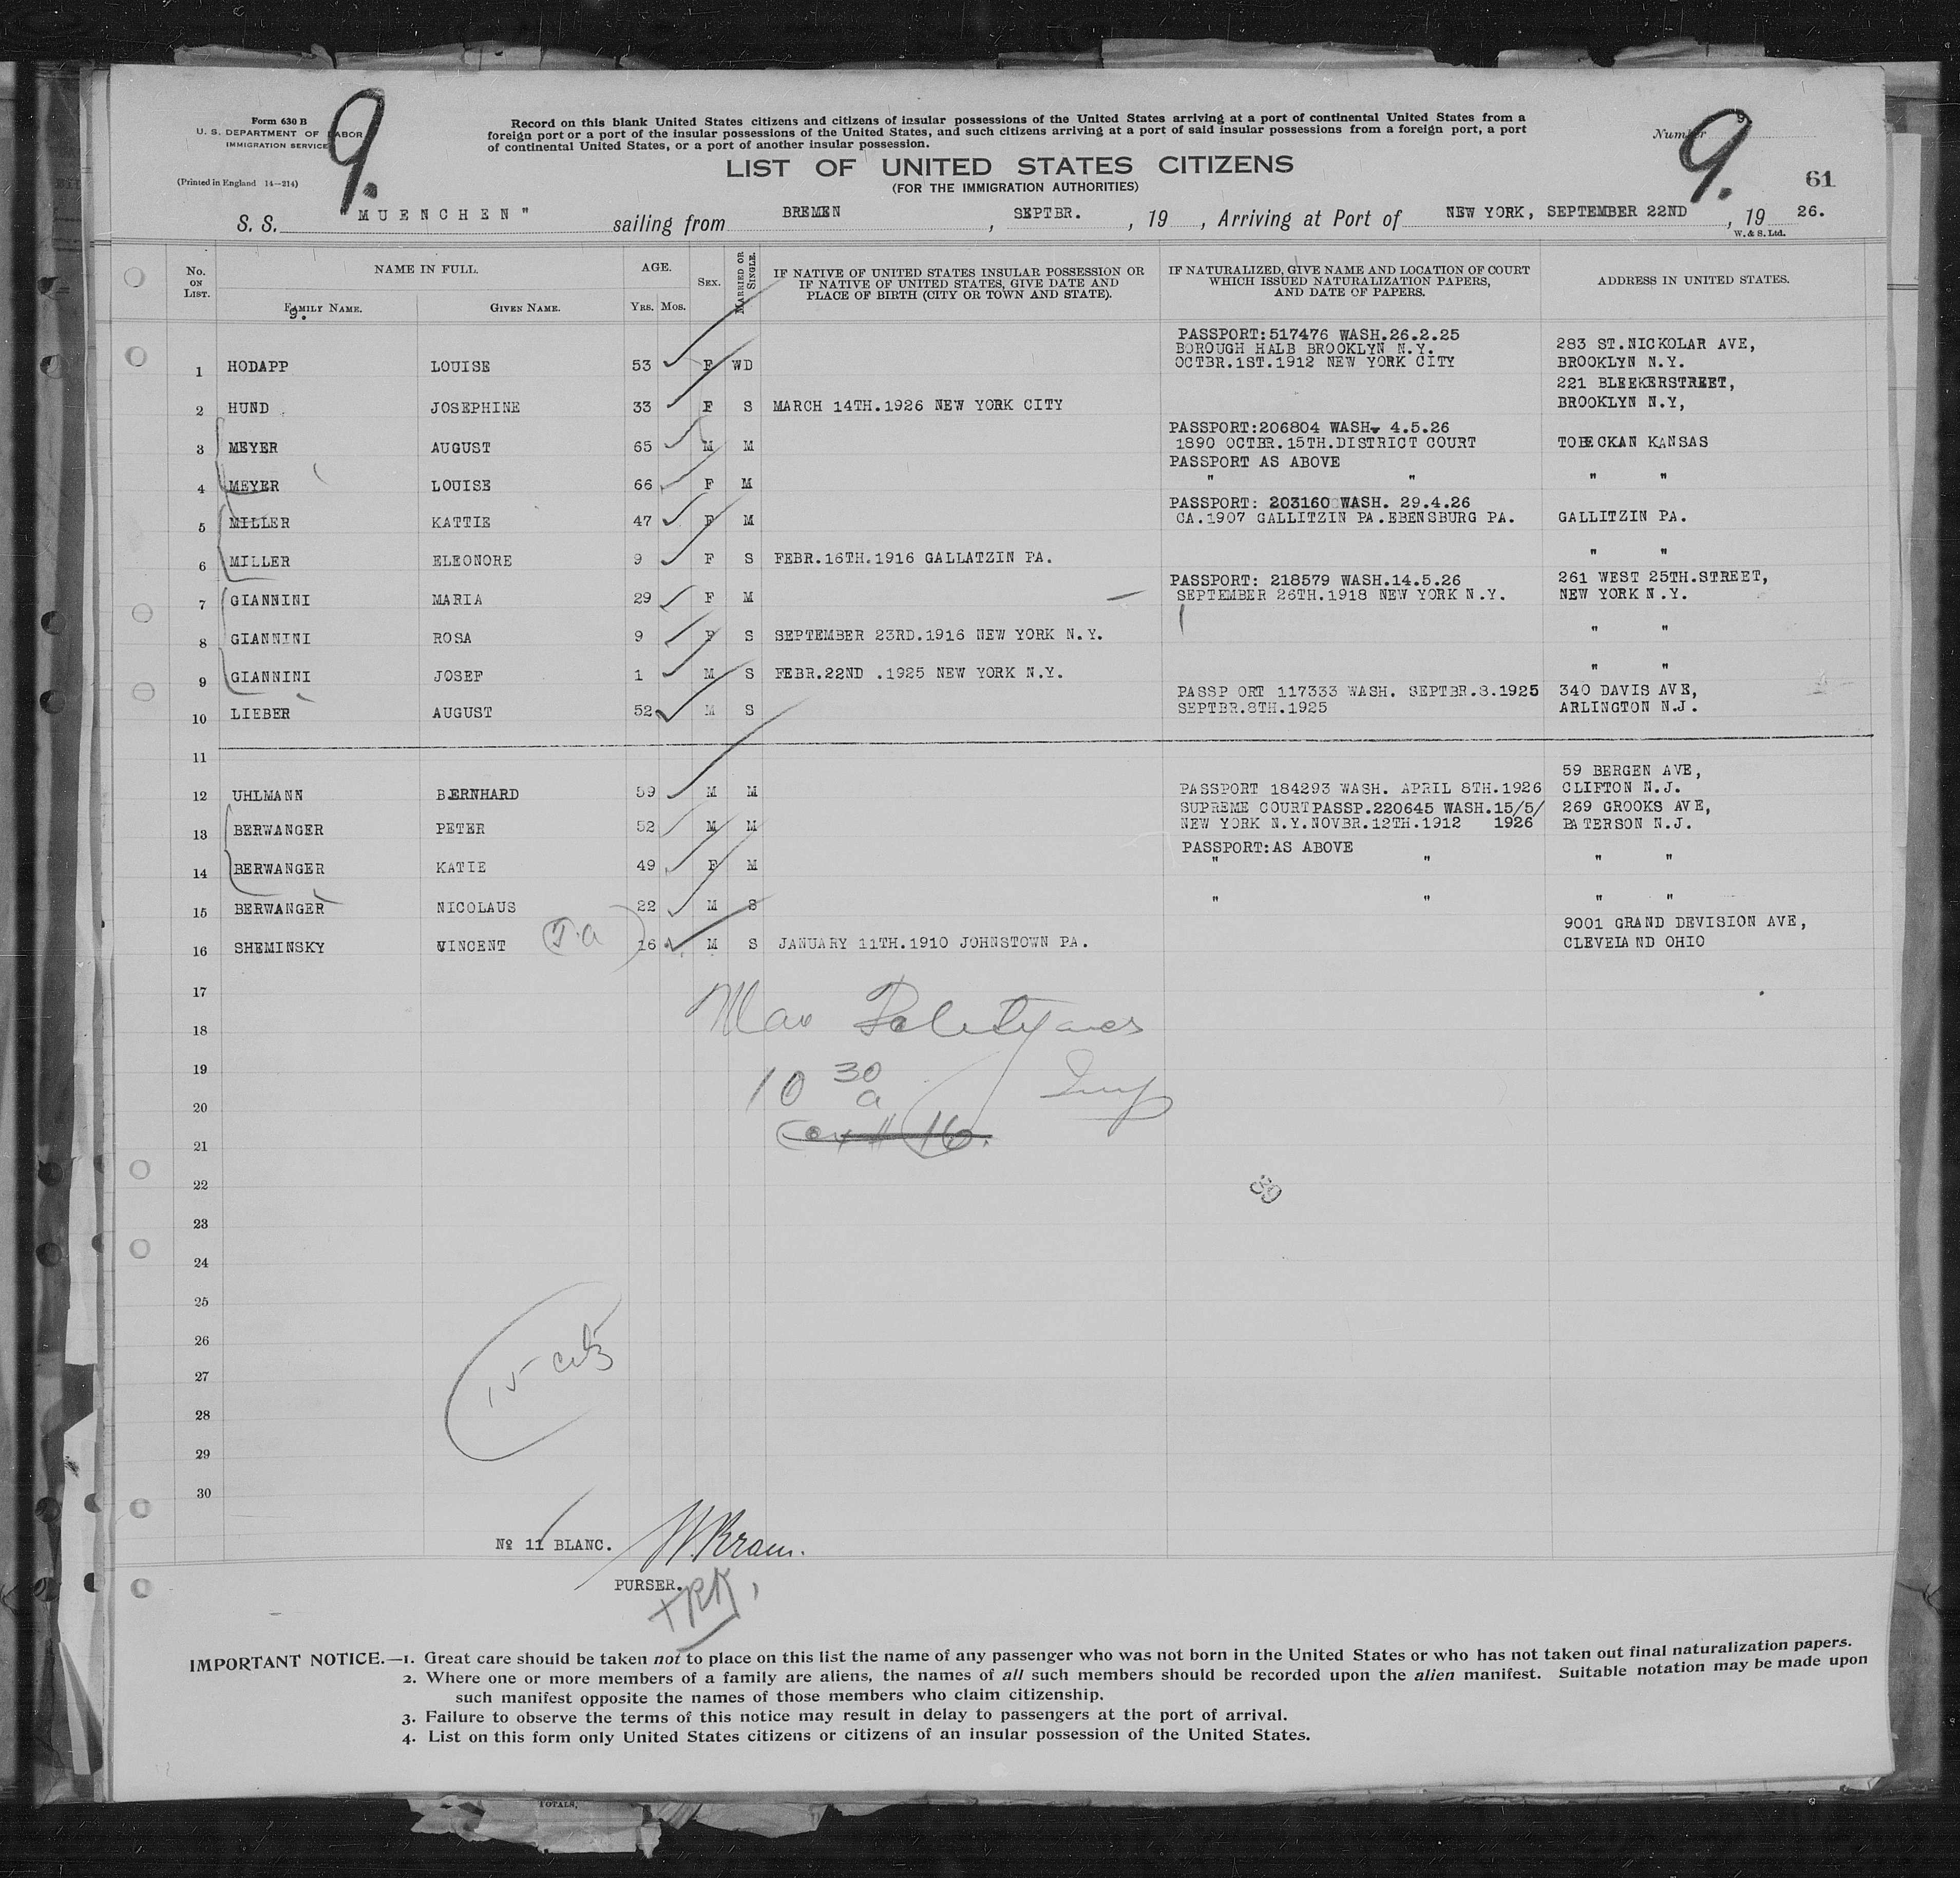 Form 630 B
U. S. DEPARTMENT OF LABOR
IMMIGRATION SERVICE
(Printed in England 14—214)
9.
Record on this blank United States citizens and citizens of insular possessions of the United States arriving at a port of continental United States from a
foreign port or a port of the insular possessions of the United States, and such citizens arriving at a port of said insular possessions from a foreign port, a port
of continental United States, or a port of another insular possession.
LIST OF UNITED STATES CITIZENS
(FOR THE IMMIGRATION AUTHORITIES)
Number 9.
61
S. S. "MUENCHEN" sailing from BREMEN, SEPTBR., 19 , Arriving at Port of NEW YORK, SEPTEMBER 22ND, 19 26.
W. & S. Ltd.
No. ON LIST.
NAME IN FULL.
FAMILY NAME. GIVEN NAME.
9.
AGE.
YRS. MOS.
SEX.
MARRIED OR SINGLE.
IF NATIVE OF UNITED STATES INSULAR POSSESSION OR
IF NATIVE OF UNITED STATES, GIVE DATE AND
PLACE OF BIRTH (CITY OR TOWN AND STATE).
IF NATURALIZED, GIVE NAME AND LOCATION OF COURT
WHICH ISSUED NATURALIZATION PAPERS,
AND DATE OF PAPERS.
ADDRESS IN UNITED STATES.
PASSPORT:517476 WASH.26.2.25
BOROUGH HALB BROOKLYN N.Y. 283 ST.NICKOLAR AVE,
1 HODAPP LOUISE 53 F WD OCTBR.1ST.1912 NEW YORK CITY BROOKLYN N.Y.
221 BLEEKERSTREET,
2 HUND JOSEPHINE 33 F S MARCH 14TH.1926 NEW YORK CITY BROOKLYN N.Y,
PASSPORT:206804 WASH. 4.5.26
3 MEYER AUGUST 65 M M 1890 OCTBR.15TH.DISTRICT COURT TOBECKAN KANSAS
PASSPORT AS ABOVE
4 MEYER LOUISE 66 F M " " " "
PASSPORT: 203160 WASH. 29.4.26
5 MILLER KATTIE 47 F M CA.1907 GALLITZIN PA.EBENSBURG PA. GALLITZIN PA.
6 MILLER ELEONORE 9 F S FEBR.16TH.1916 GALLATZIN PA. " "
PASSPORT: 218579 WASH.14.5.26 261 WEST 25TH.STREET,
7 GIANNINI MARIA 29 F M SEPTEMBER 26TH.1918 NEW YORK N.Y. NEW YORK N.Y.
8 GIANNINI ROSA 9 F S SEPTEMBER 23RD.1916 NEW YORK N.Y. " "
9 GIANNINI JOSEF 1 M S FEBR.22ND .1925 NEW YORK N.Y. " "
PASSP ORT 117333 WASH. SEPTBR.8.1925 340 DAVIS AVE,
10 LIEBER AUGUST 52 M S SEPTBR.8TH.1925 ARLINGTON N.J.
11
59 BERGEN AVE,
12 UHLMANN BERNHARD 59 M M PASSPORT 184293 WASH. APRIL 8TH.1926 CLIFTON N.J.
SUPREME COURT PASSP.220645 WASH.15/5/ 269 GROOKS AVE,
13 BERWANGER PETER 52 M M NEW YORK N.Y.NOVBR.12TH.1912 1926 PATERSON N.J.
PASSPORT:AS ABOVE
14 BERWANGER KATIE 49 F M " " " "
15 BERWANGER NICOLAUS 22 M S " " " "
9001 GRAND DEVISION AVE,
16 SHEMINSKY VINCENT 16 M S JANUARY 11TH.1910 JOHNSTOWN PA. CLEVELAND OHIO
17
18
19
10 30 a
20
21
22
23
24
25
26
27
28
29
30
39
№ 11 BLANC.
PURSER.
IMPORTANT NOTICE.—1. Great care should be taken not to place on this list the name of any passenger who was not born in the United States or who has not taken out final naturalization papers.
2. Where one or more members of a family are aliens, the names of all such members should be recorded upon the alien manifest. Suitable notation may be made upon
such manifest opposite the names of those members who claim citizenship.
3. Failure to observe the terms of this notice may result in delay to passengers at the port of arrival.
4. List on this form only United States citizens or citizens of an insular possession of the United States.
TOTALS,